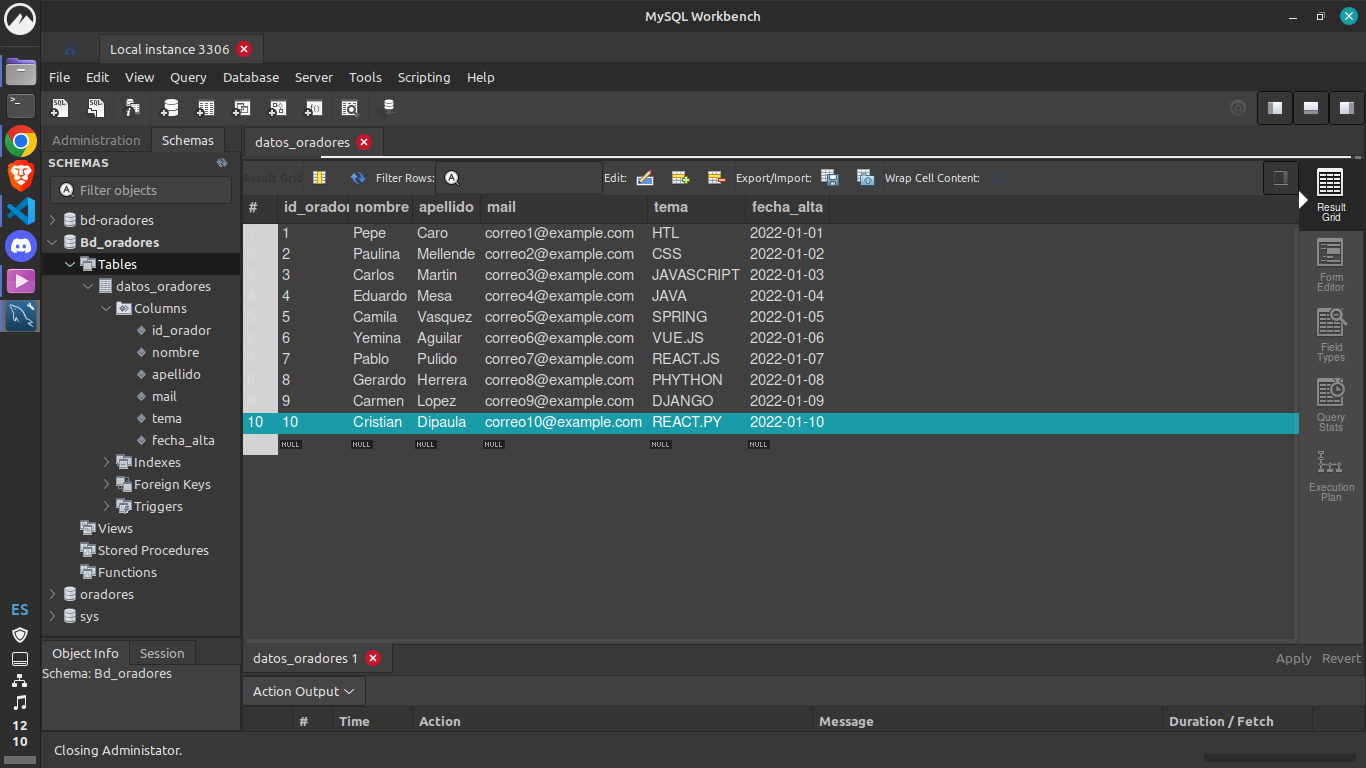 MySQL Workbench
Local instance 3306
File Edit View Query Database Server Tools Scripting Help
Administration Schemas
SCHEMAS
Filter objects
bd-oradores
Bd_oradores
Tables
datos_oradores
Columns
id_orador
nombre
apellido
mail
tema
fecha_alta
Indexes
Foreign Keys
Triggers
Views
Stored Procedures
Functions
oradores
sys
Object Info Session
Schema: Bd_oradores
datos_oradores
Result Grid Filter Rows: Edit: Export/Import: Wrap Cell Content:
# id_orador nombre apellido mail tema fecha_alta
1 Pepe Caro correo1@example.com HTL 2022-01-01
2 Paulina Mellende correo2@example.com CSS 2022-01-02
3 Carlos Martin correo3@example.com JAVASCRIPT 2022-01-03
4 Eduardo Mesa correo4@example.com JAVA 2022-01-04
5 Camila Vasquez correo5@example.com SPRING 2022-01-05
6 Yemina Aguilar correo6@example.com VUE.JS 2022-01-06
7 Pablo Pulido correo7@example.com REACT.JS 2022-01-07
8 Gerardo Herrera correo8@example.com PHYTHON 2022-01-08
9 Carmen Lopez correo9@example.com DJANGO 2022-01-09
10 10 Cristian Dipaula correo10@example.com REACT.PY 2022-01-10
NULL NULL NULL NULL NULL NULL
Result
Grid
Form
Editor
Field
Types
Query
Stats
Execution
Plan
datos_oradores 1 Apply Revert
Action Output
# Time Action Message Duration / Fetch
Closing Administator.
ES
12
10